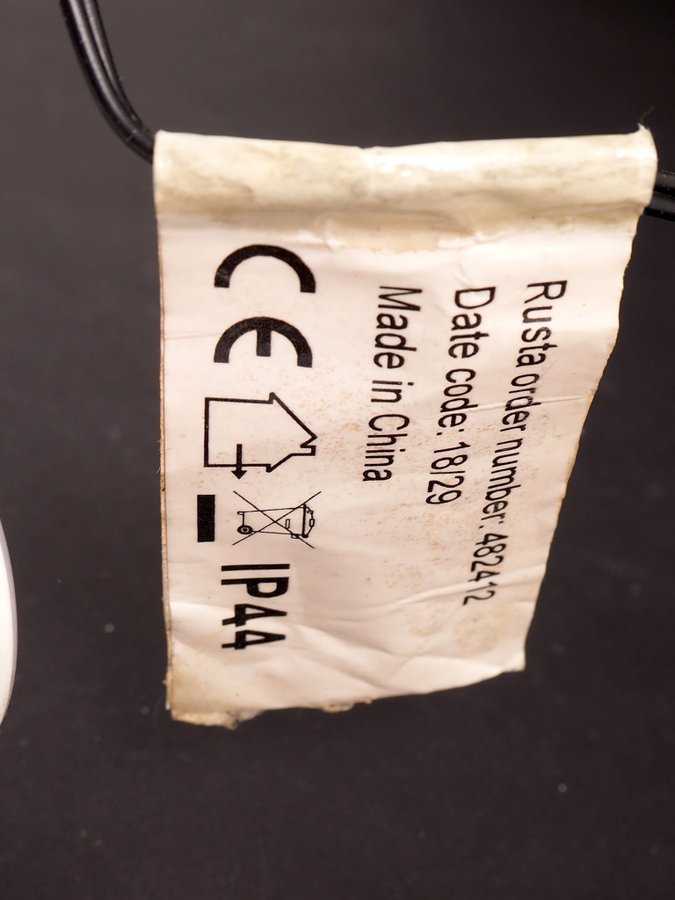 Rusta order number: 482412
Date code: 18/29
Made in China
CE IP44